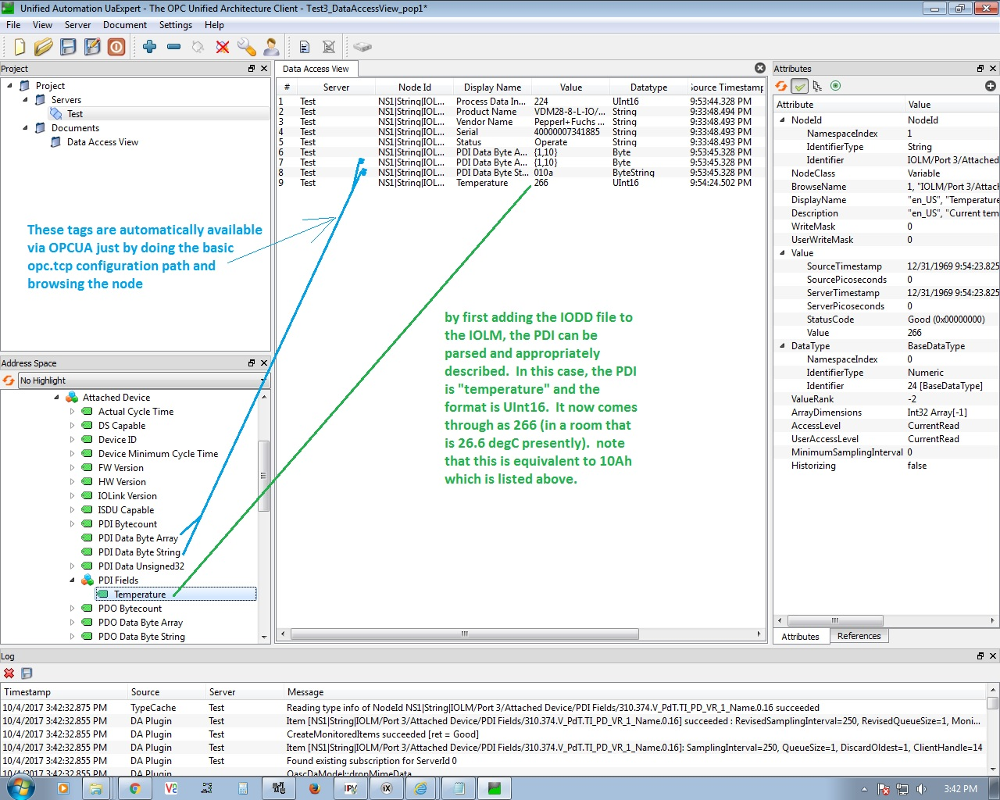 Unified Automation UaExpert - The OPC Unified Architecture Client - Test3_DataAccessView_pop1*
File View Server Document Settings Help
Project
Project
Servers
Test
Documents
Data Access View
Data Access View
# Server Node Id Display Name Value Datatype Source Timestamp
1 Test NS1|String|IOL... Process Data In... 224 UInt16 9:53:44.328 PM
2 Test NS1|String|IOL... Product Name VDM28-8-L-IO/... String 9:33:48.494 PM
3 Test NS1|String|IOL... Vendor Name Pepperl+Fuchs ... String 9:33:48.493 PM
4 Test NS1|String|IOL... Serial 40000007341885 String 9:33:48.493 PM
5 Test NS1|String|IOL... Status Operate String 9:33:48.493 PM
6 Test NS1|String|IOL... PDI Data Byte A... {1,10} Byte 9:53:45.328 PM
7 Test NS1|String|IOL... PDI Data Byte A... {1,10} Byte 9:53:45.328 PM
8 Test NS1|String|IOL... PDI Data Byte St... 010a ByteString 9:53:45.328 PM
9 Test NS1|String|IOL... Temperature 266 UInt16 9:54:24.502 PM
These tags are automatically available
via OPCUA just by doing the basic
opc.tcp configuration path and
browsing the node
by first adding the IODD file to
the IOLM, the PDI can be
parsed and appropriately
described. In this case, the PDI
is "temperature" and the
format is UInt16. It now comes
through as 266 (in a room that
is 26.6 degC presently). note
that this is equivalent to 10Ah
which is listed above.
Address Space
No Highlight
Attached Device
Actual Cycle Time
DS Capable
Device ID
Device Minimum Cycle Time
FW Version
HW Version
IOLink Version
ISDU Capable
PDI Bytecount
PDI Data Byte Array
PDI Data Byte String
PDI Data Unsigned32
PDI Fields
Temperature
PDO Bytecount
PDO Data Byte Array
PDO Data Byte String
Attributes
Attribute Value
NodeId NodeId
NamespaceIndex 1
IdentifierType String
Identifier IOLM/Port 3/Attached
NodeClass Variable
BrowseName 1, "IOLM/Port 3/Attach
DisplayName "en_US", "Temperature
Description "en_US", "Current tem
WriteMask 0
UserWriteMask 0
Value
SourceTimestamp 12/31/1969 9:54:23.825
SourcePicoseconds 0
ServerTimestamp 12/31/1969 9:54:23.825
ServerPicoseconds 0
StatusCode Good (0x00000000)
Value 266
DataType BaseDataType
NamespaceIndex 0
IdentifierType Numeric
Identifier 24 [BaseDataType]
ValueRank -2
ArrayDimensions Int32 Array[-1]
AccessLevel CurrentRead
UserAccessLevel CurrentRead
MinimumSamplingInterval 0
Historizing false
Attributes References
Log
Timestamp Source Server Message
10/4/2017 3:42:32.875 PM TypeCache Test Reading type info of NodeId NS1|String|IOLM/Port 3/Attached Device/PDI Fields/310.374.V_PdT.TI_PD_VR_1_Name.0.16 succeeded
10/4/2017 3:42:32.855 PM DA Plugin Test Item [NS1|String|IOLM/Port 3/Attached Device/PDI Fields/310.374.V_PdT.TI_PD_VR_1_Name.0.16] succeeded : RevisedSamplingInterval=250, RevisedQueueSize=1, Moni...
10/4/2017 3:42:32.855 PM DA Plugin Test CreateMonitoredItems succeeded [ret = Good]
10/4/2017 3:42:32.855 PM DA Plugin Test Item [NS1|String|IOLM/Port 3/Attached Device/PDI Fields/310.374.V_PdT.TI_PD_VR_1_Name.0.16]: SamplingInterval=250, QueueSize=1, DiscardOldest=1, ClientHandle=14
10/4/2017 3:42:32.855 PM DA Plugin Test Found existing subscription for ServerId 0
10/4/2017 3:42:32.855 PM DA Plugin Test OascDaModel::dropMimeData
3:42 PM